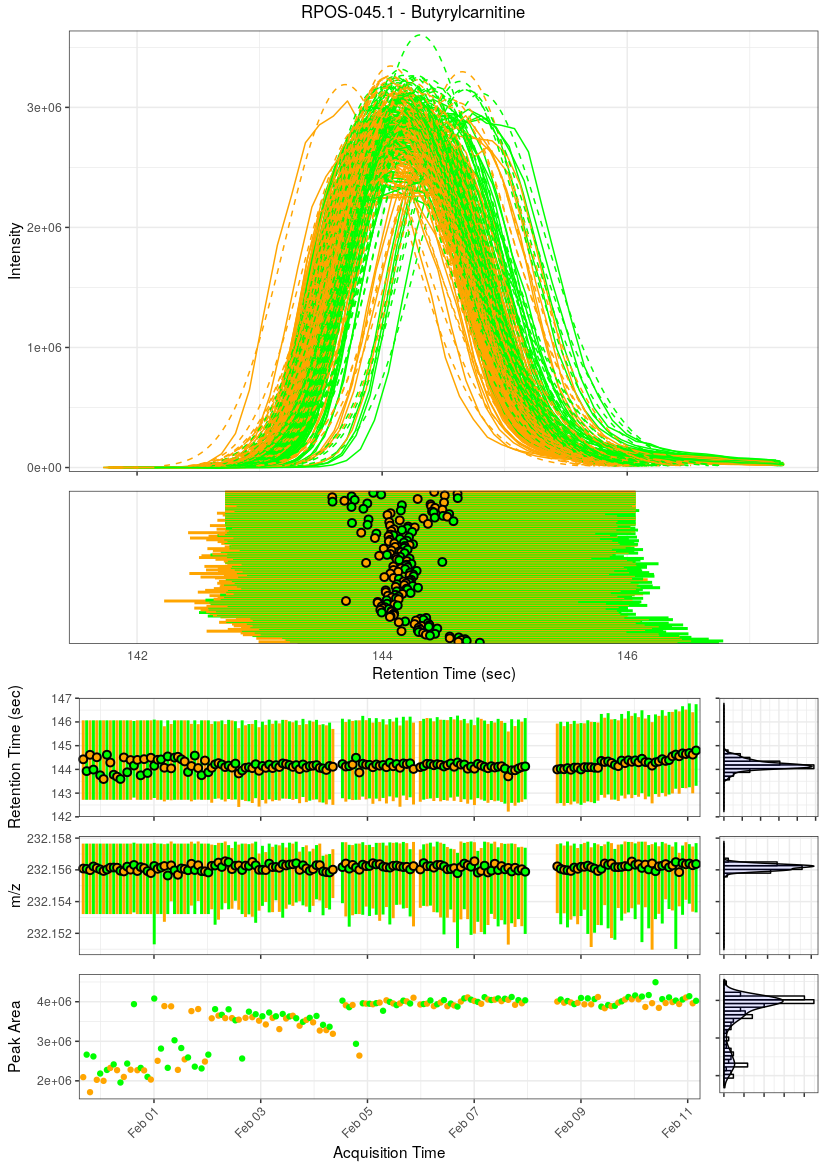 RPOS-045.1 - Butyrylcarnitine
Intensity
3e+06
2e+06
1e+06
0e+00
142
144
146
Retention Time (sec)
Retention Time (sec)
147
146
145
144
143
142
m/z
232.158
232.156
232.154
232.152
Peak Area
4e+06
3e+06
2e+06
Feb 01
Feb 03
Feb 05
Feb 07
Feb 09
Feb 11
Acquisition Time